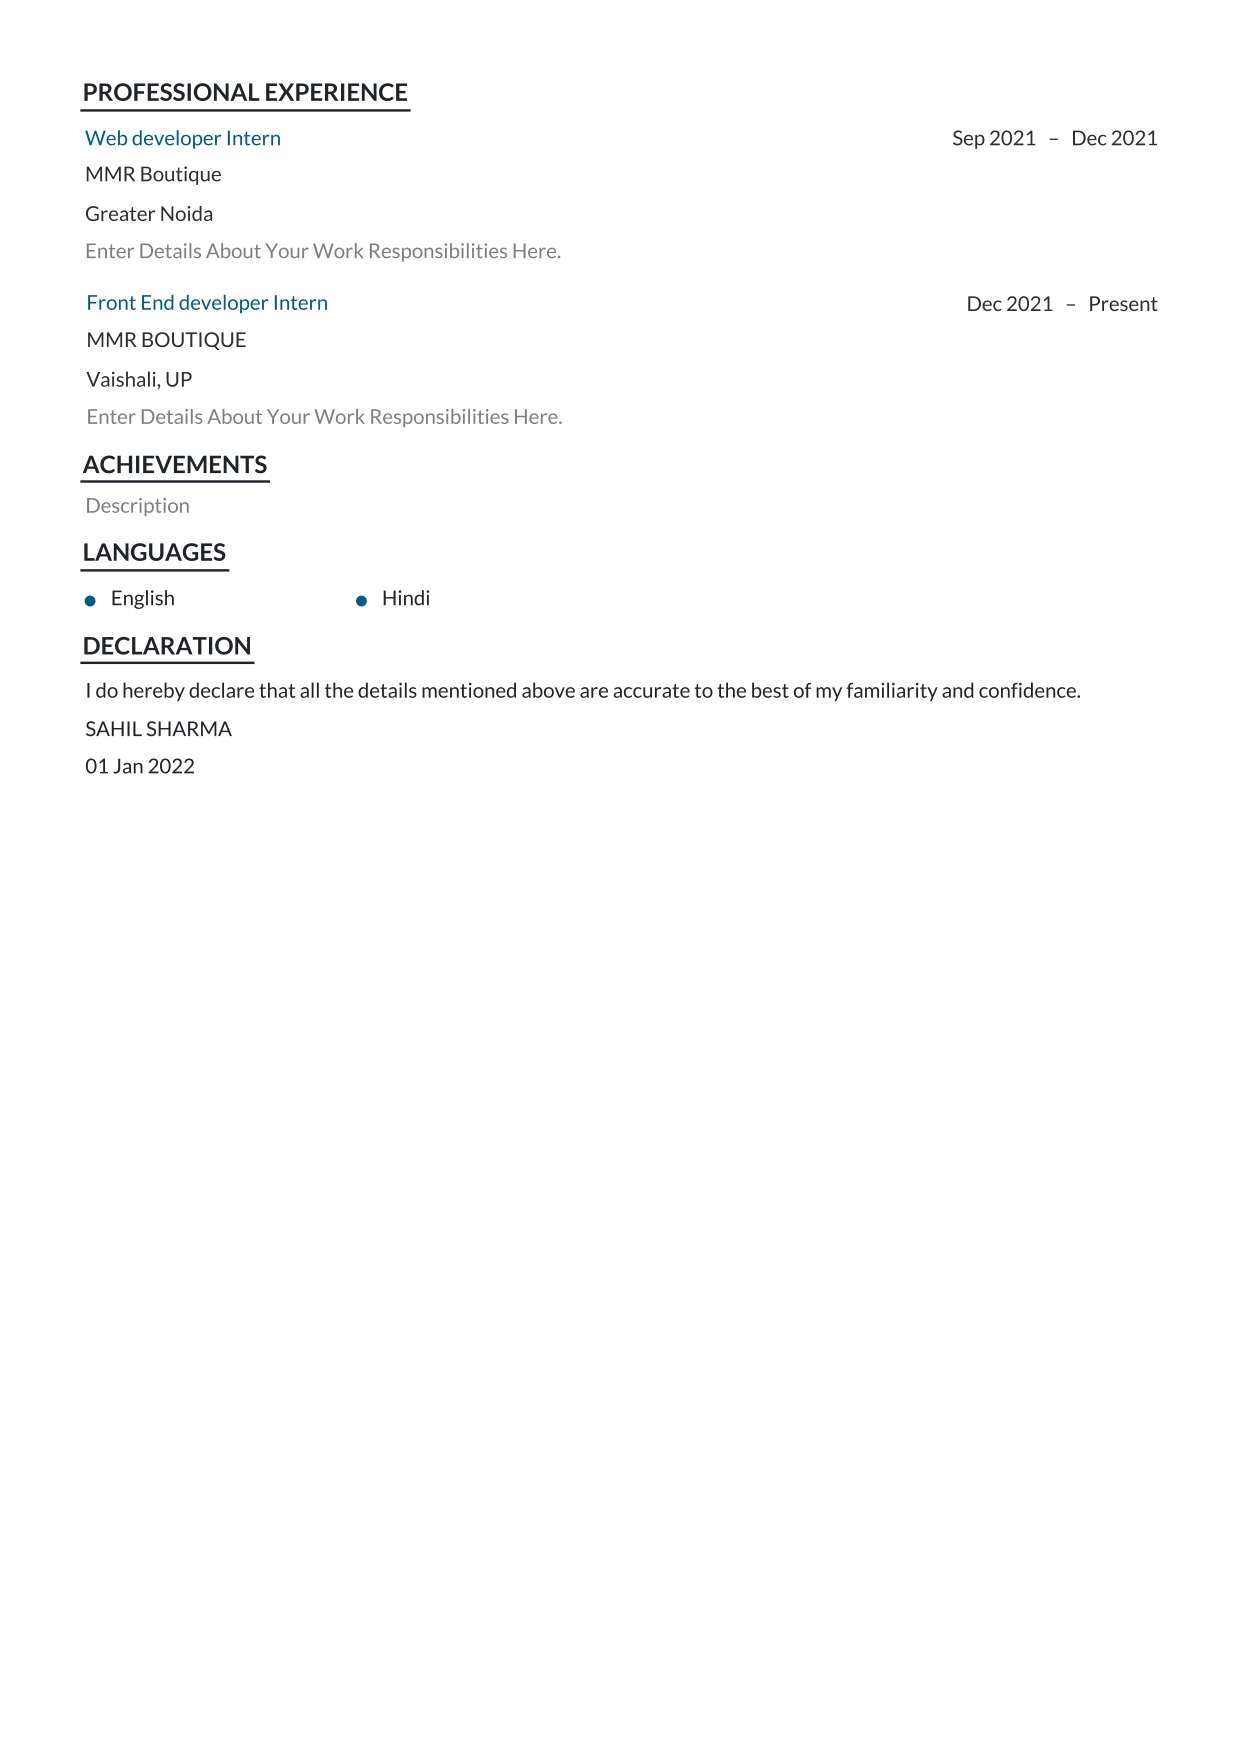 PROFESSIONAL EXPERIENCE
Web developer Intern Sep 2021 – Dec 2021
MMR Boutique
Greater Noida
Enter Details About Your Work Responsibilities Here.
Front End developer Intern Dec 2021 – Present
MMR BOUTIQUE
Vaishali, UP
Enter Details About Your Work Responsibilities Here.
ACHIEVEMENTS
Description
LANGUAGES
● English ● Hindi
DECLARATION
I do hereby declare that all the details mentioned above are accurate to the best of my familiarity and confidence.
SAHIL SHARMA
01 Jan 2022